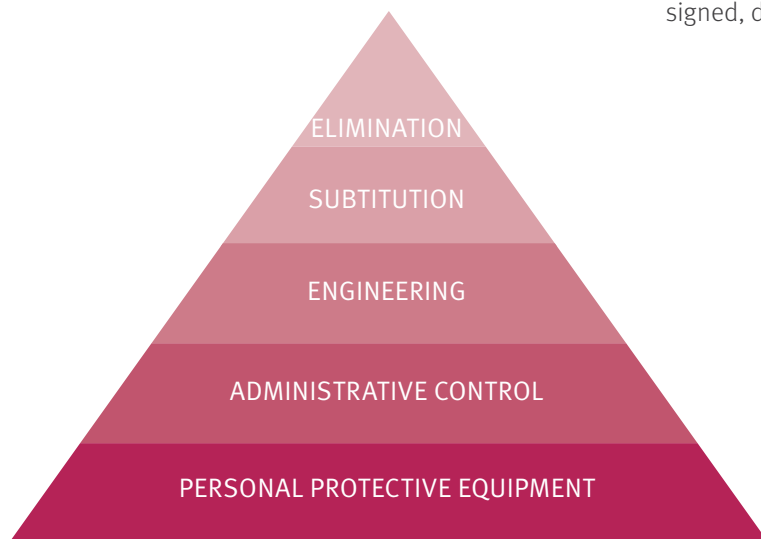 signed, d
ELIMINATION
SUBTITUTION
ENGINEERING
ADMINISTRATIVE CONTROL
PERSONAL PROTECTIVE EQUIPMENT